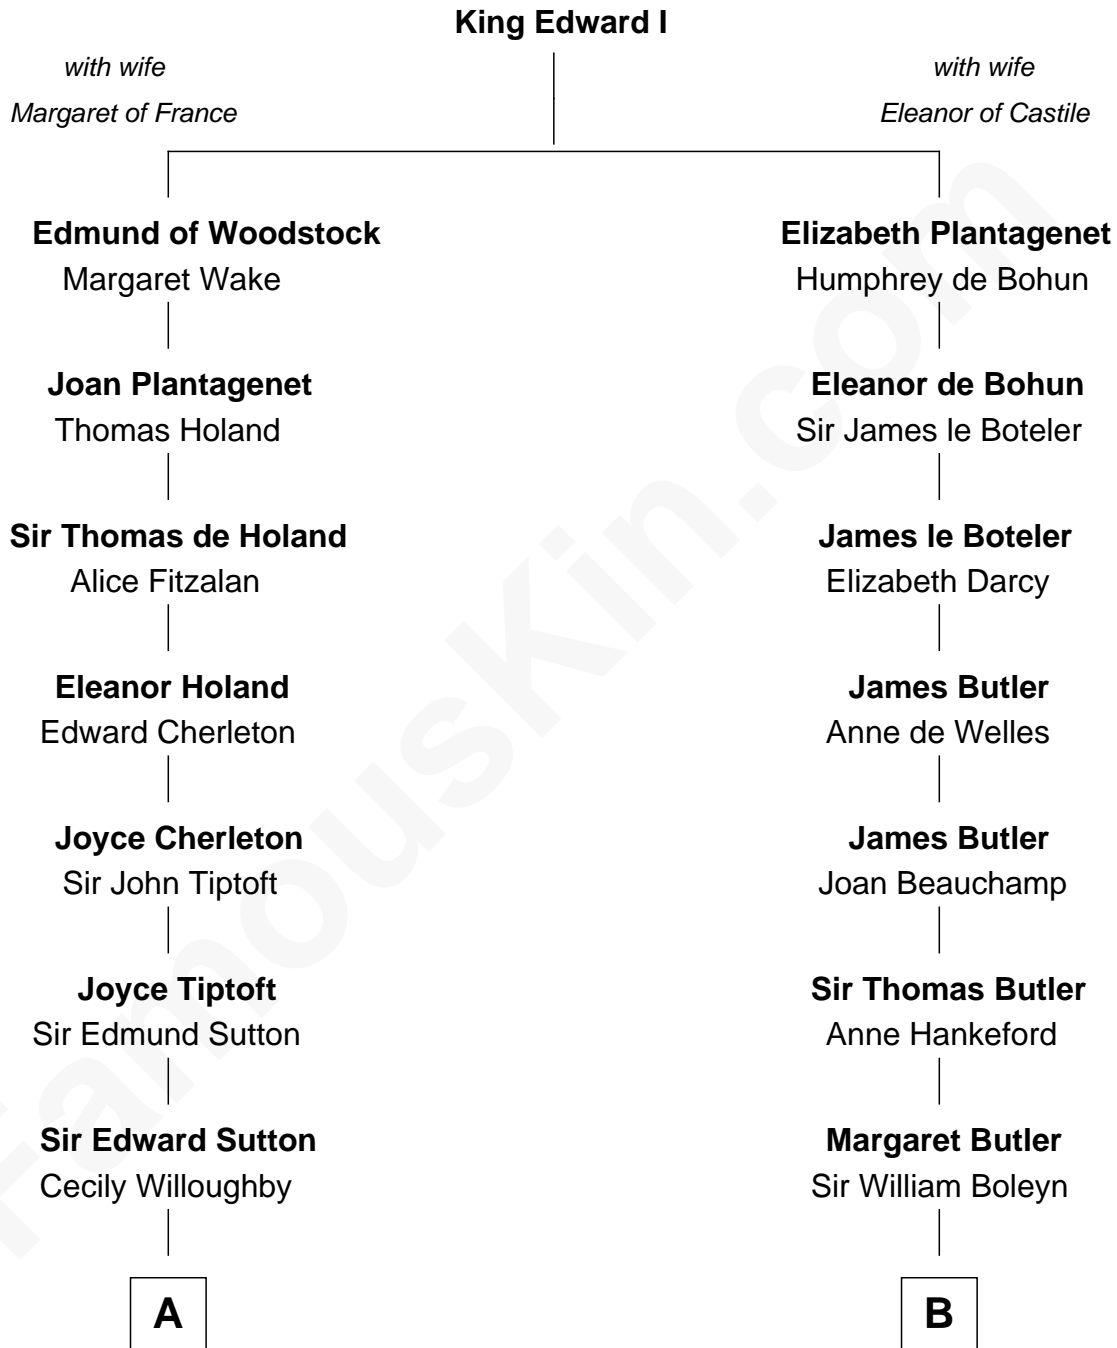 King Edward I
with wife
Margaret of France
with wife
Eleanor of Castile
Edmund of Woodstock
Margaret Wake
Elizabeth Plantagenet
Humphrey de Bohun
Joan Plantagenet
Thomas Holand
Eleanor de Bohun
Sir James le Boteler
Sir Thomas de Holand
Alice Fitzalan
James le Boteler
Elizabeth Darcy
Eleanor Holand
Edward Cherleton
James Butler
Anne de Welles
Joyce Cherleton
Sir John Tiptoft
James Butler
Joan Beauchamp
Joyce Tiptoft
Sir Edmund Sutton
Sir Thomas Butler
Anne Hankeford
Sir Edward Sutton
Cecily Willoughby
Margaret Butler
Sir William Boleyn
A
B
FamousKin.com